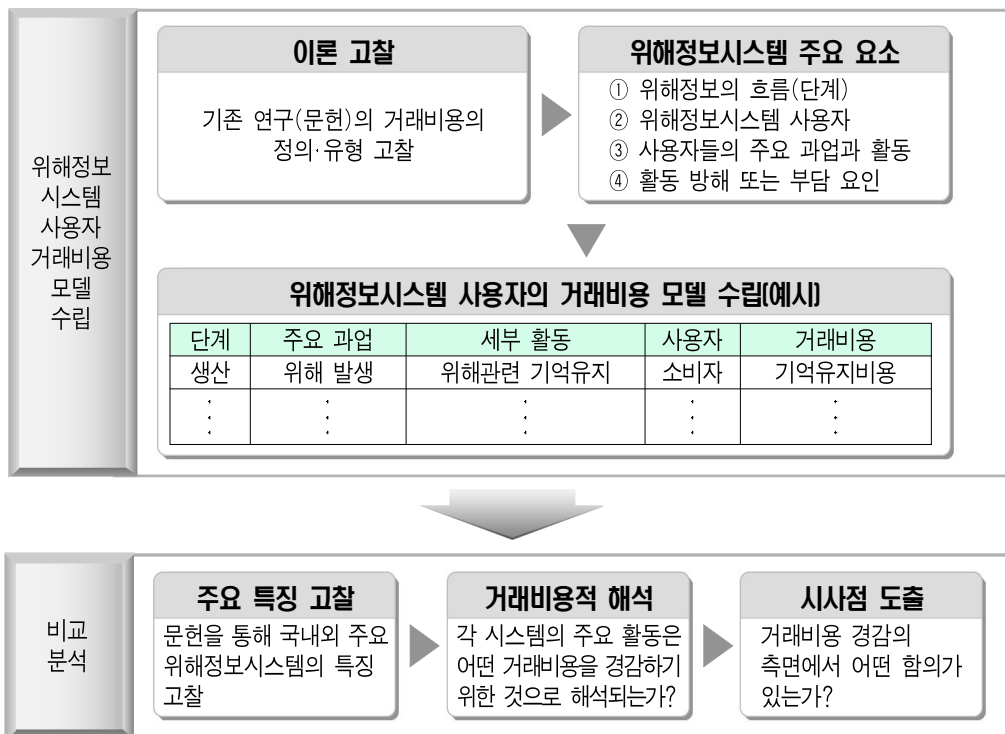 위해정보
시스템
사용자
거래비용
모델
수립
이론 고찰
기존 연구(문헌)의 거래비용의
정의·유형 고찰
위해정보시스템 주요 요소
① 위해정보의 흐름(단계)
② 위해정보시스템 사용자
③ 사용자들의 주요 과업과 활동
④ 활동 방해 또는 부담 요인
위해정보시스템 사용자의 거래비용 모델 수립(예시)
단계 주요 과업 세부 활동 사용자 거래비용
생산 위해 발생 위해관련 기억유지 소비자 기억유지비용
비교
분석
주요 특징 고찰
문헌을 통해 국내외 주요
위해정보시스템의 특징
고찰
거래비용적 해석
각 시스템의 주요 활동은
어떤 거래비용을 경감하기
위한 것으로 해석되는가?
시사점 도출
거래비용 경감의
측면에서 어떤 함의가
있는가?